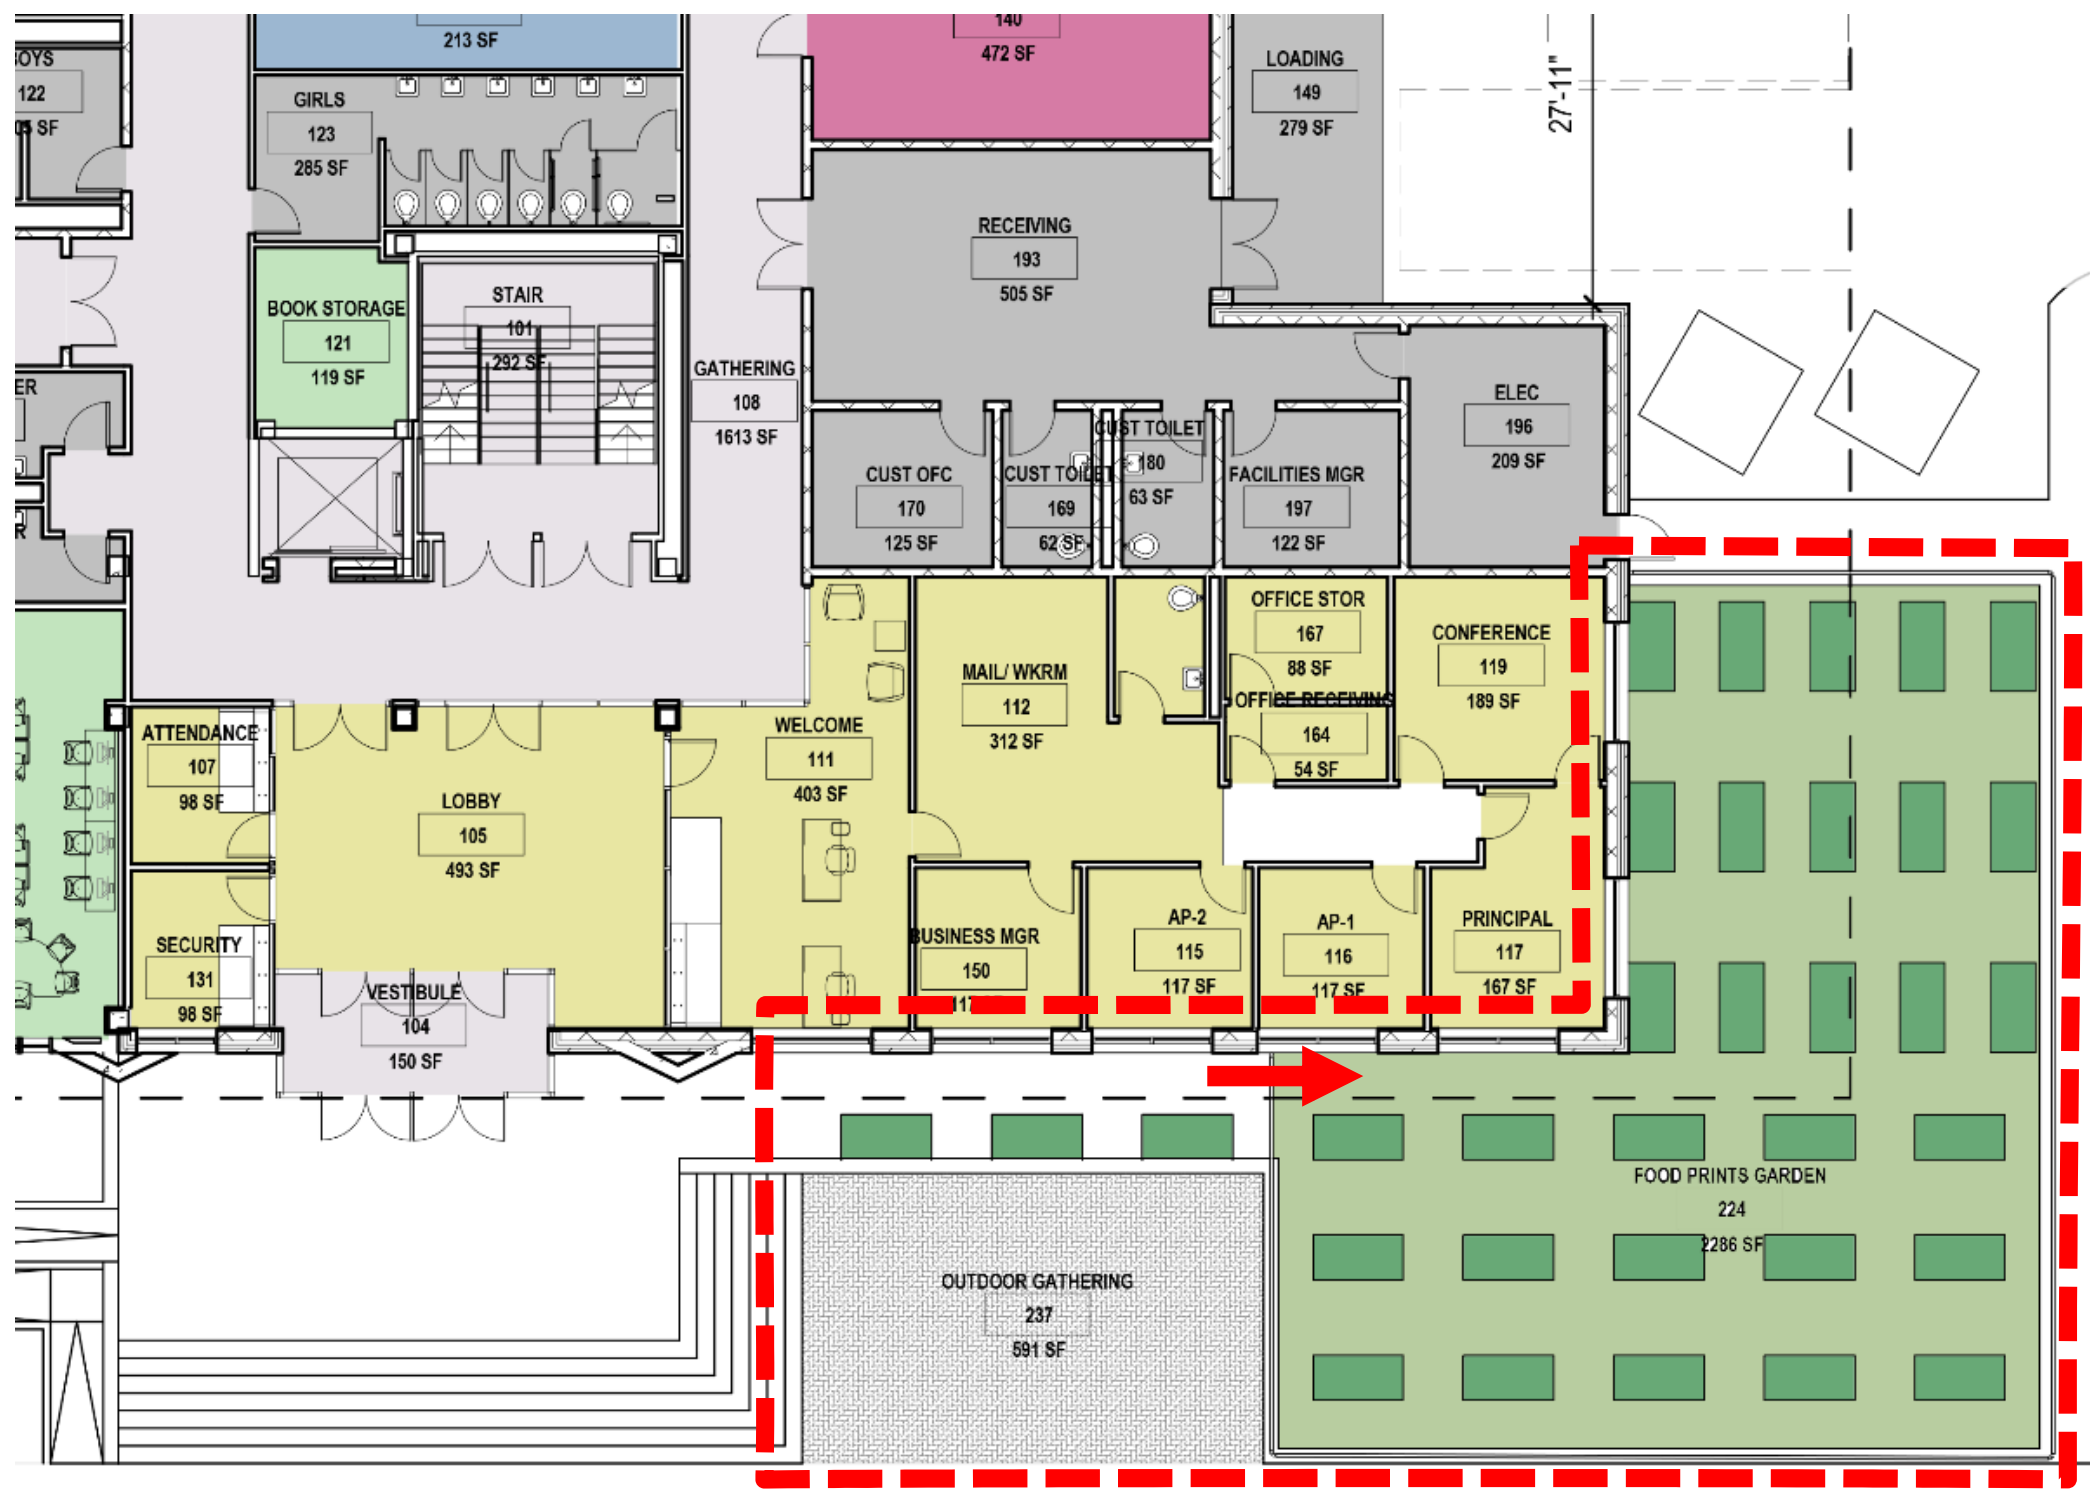 213 SF
140
472 SF
LOADING
149
279 SF
27'-11"
122
GIRLS
123
285 SF
RECEIVING
193
505 SF
BOOK STORAGE
121
119 SF
STAIR
101
292 SF
GATHERING
108
1613 SF
ELEC
196
209 SF
CUST OFC
170
125 SF
CUST TOILET
169
62 SF
CUST TOILET
180
63 SF
FACILITIES MGR
197
122 SF
OFFICE STOR
167
88 SF
CONFERENCE
119
189 SF
MAIL/ WKRM
112
312 SF
OFFICE RECEIVING
164
54 SF
ATTENDANCE
107
98 SF
WELCOME
111
403 SF
LOBBY
105
493 SF
SECURITY
131
98 SF
BUSINESS MGR
150
AP-2
115
117 SF
AP-1
116
117 SF
PRINCIPAL
117
167 SF
VESTIBULE
104
150 SF
FOOD PRINTS GARDEN
224
2286 SF
OUTDOOR GATHERING
237
591 SF